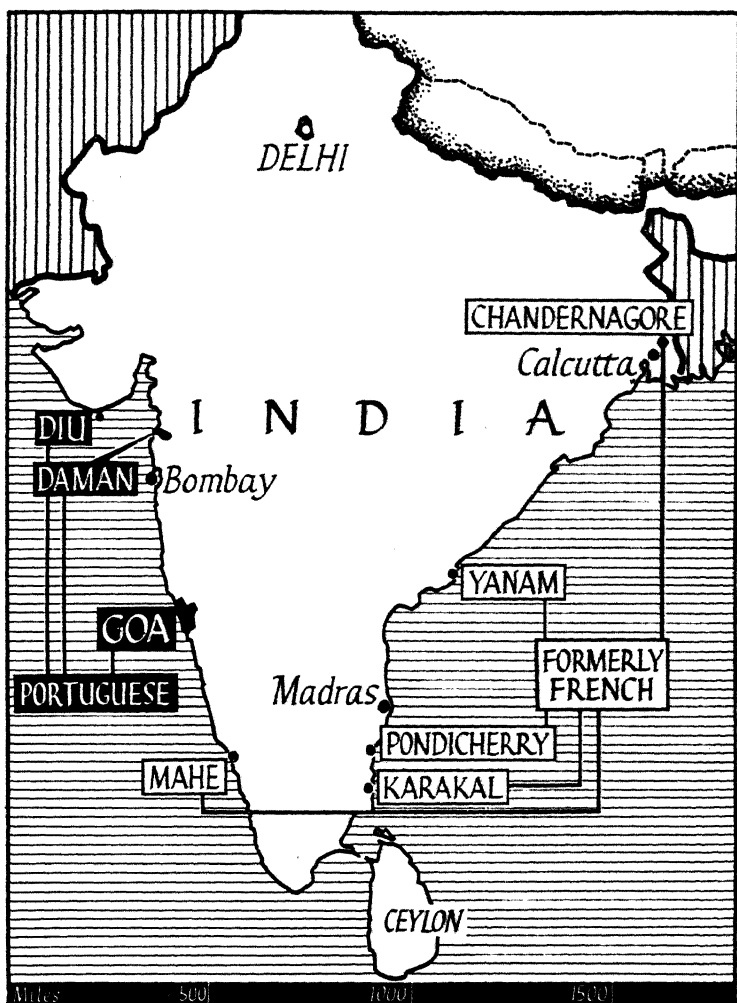 DELHI
CHANDERNAGORE
Calcutta
INDIA
DIU
DAMAN
Bombay
YANAM
GOA
FORMERLY
FRENCH
PORTUGUESE
Madras
PONDICHERRY
MAHE
KARAKAL
CEYLON
Miles 500 1000 1500